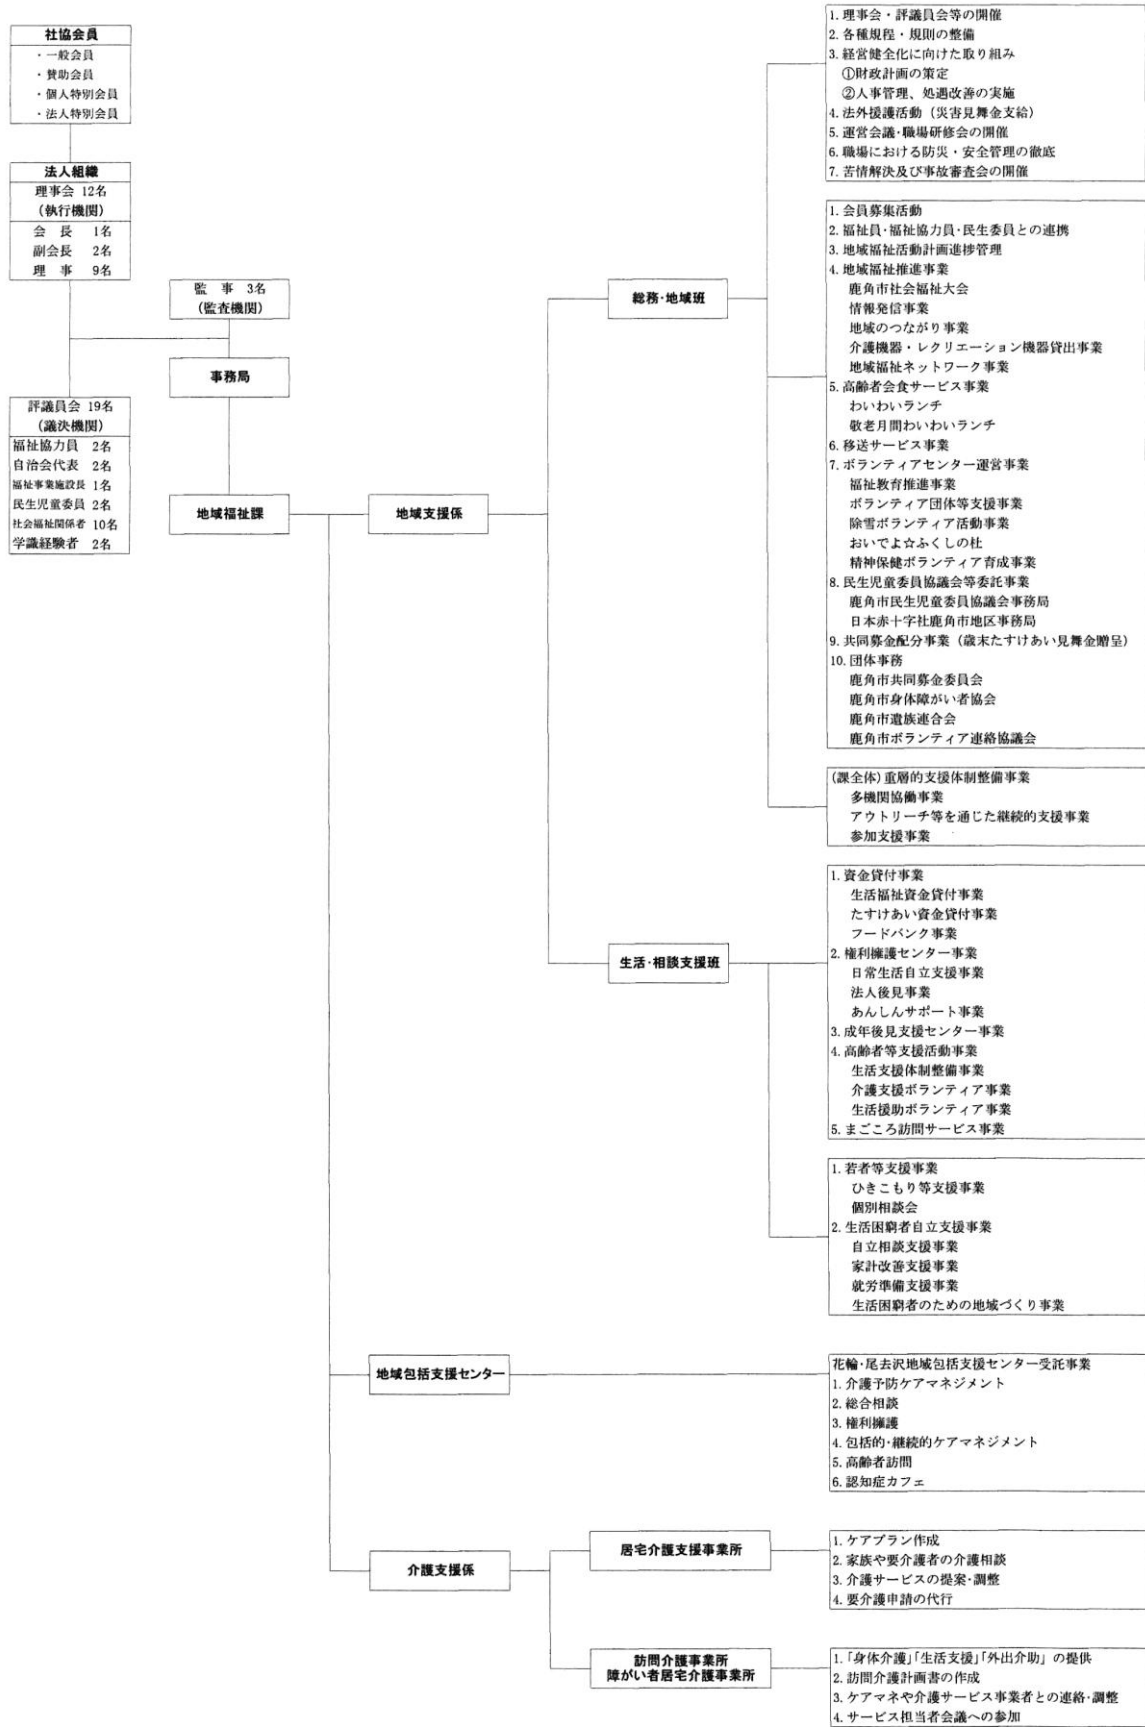 社協会員
・一般会員
・賛助会員
・個人特別会員
・法人特別会員
法人組織
理事会 12名
(執行機関)
会 長 1名
副会長 2名
理 事 9名
監 事 3名
(監査機関)
事務局
評議員会 19名
(議決機関)
福祉協力員 2名
自治会代表 2名
福祉事業施設長 1名
民生児童委員 2名
社会福祉関係者 10名
学識経験者 2名
地域福祉課
地域支援係
総務・地域班
1. 理事会・評議員会等の開催
2. 各種規程・規則の整備
3. 経営健全化に向けた取り組み
①財政計画の策定
②人事管理、処遇改善の実施
4. 法外援護活動（災害見舞金支給）
5. 運営会議・職場研修会の開催
6. 職場における防災・安全管理の徹底
7. 苦情解決及び事故審査会の開催
1. 会員募集活動
2. 福祉員・福祉協力員・民生委員との連携
3. 地域福祉活動計画進捗管理
4. 地域福祉推進事業
鹿角市社会福祉大会
情報発信事業
地域のつながり事業
介護機器・レクリエーション機器貸出事業
地域福祉ネットワーク事業
5. 高齢者会食サービス事業
わいわいランチ
敬老月間わいわいランチ
6. 移送サービス事業
7. ボランティアセンター運営事業
福祉教育推進事業
ボランティア団体等支援事業
除雪ボランティア活動事業
おいでよ☆ふくしの杜
精神保健ボランティア育成事業
8. 民生児童委員協議会等委託事業
鹿角市民生児童委員協議会事務局
日本赤十字社鹿角市地区事務局
9. 共同募金配分事業（歳末たすけあい見舞金贈呈）
10. 団体事務
鹿角市共同募金委員会
鹿角市身体障がい者協会
鹿角市遺族連合会
鹿角市ボランティア連絡協議会
(課全体) 重層的支援体制整備事業
多機関協働事業
アウトリーチ等を通じた継続的支援事業
参加支援事業
生活・相談支援班
1. 資金貸付事業
生活福祉資金貸付事業
たすけあい資金貸付事業
フードバンク事業
2. 権利擁護センター事業
日常生活自立支援事業
法人後見事業
あんしんサポート事業
3. 成年後見支援センター事業
4. 高齢者等支援活動事業
生活支援体制整備事業
介護支援ボランティア事業
生活援助ボランティア事業
5. まごころ訪問サービス事業
1. 若者等支援事業
ひきこもり等支援事業
個別相談会
2. 生活困窮者自立支援事業
自立相談支援事業
家計改善支援事業
就労準備支援事業
生活困窮者のための地域づくり事業
地域包括支援センター
花輪・尾去沢地域包括支援センター受託事業
1. 介護予防ケアマネジメント
2. 総合相談
3. 権利擁護
4. 包括的・継続的ケアマネジメント
5. 高齢者訪問
6. 認知症カフェ
介護支援係
居宅介護支援事業所
1. ケアプラン作成
2. 家族や要介護者の介護相談
3. 介護サービスの提案・調整
4. 要介護申請の代行
訪問介護事業所
障がい者居宅介護事業所
1.「身体介護」「生活支援」「外出介助」の提供
2. 訪問介護計画書の作成
3. ケアマネや介護サービス事業者との連絡・調整
4. サービス担当者会議への参加